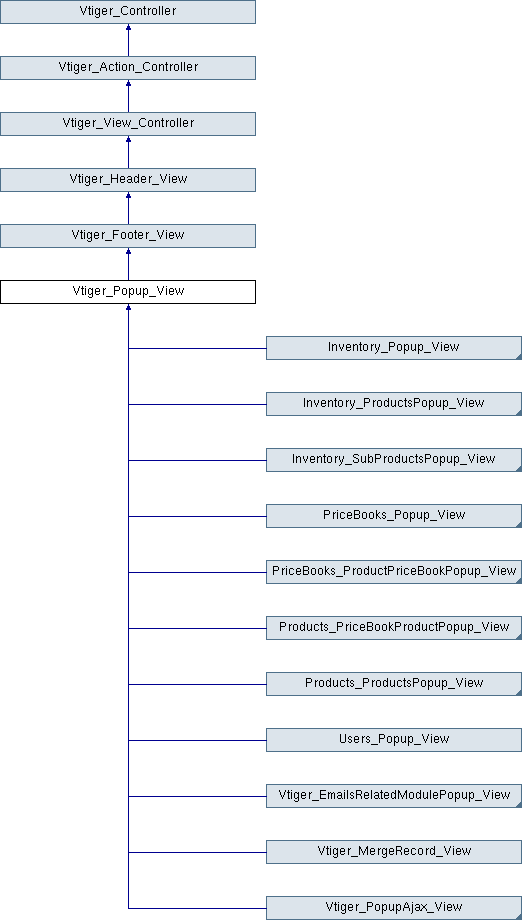 Vtiger_Controller
Vtiger_Action_Controller
Vtiger_View_Controller
Vtiger_Header_View
Vtiger_Footer_View
Vtiger_Popup_View
Inventory_Popup_View
Inventory_ProductsPopup_View
Inventory_SubProductsPopup_View
PriceBooks_Popup_View
PriceBooks_ProductPriceBookPopup_View
Products_PriceBookProductPopup_View
Products_ProductsPopup_View
Users_Popup_View
Vtiger_EmailsRelatedModulePopup_View
Vtiger_MergeRecord_View
Vtiger_PopupAjax_View